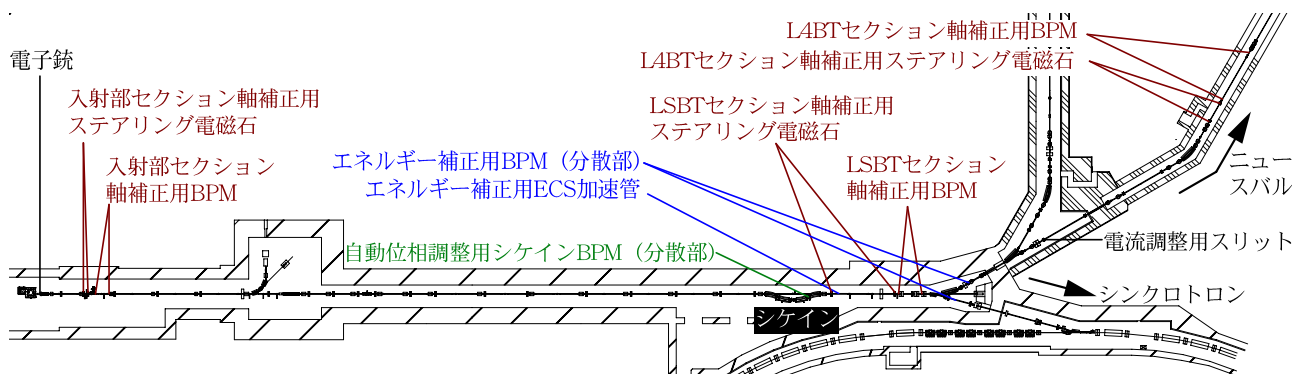 電子銃
入射部セクション軸補正用
ステアリング電磁石
入射部セクション
軸補正用BPM
エネルギー補正用BPM（分散部）
エネルギー補正用ECS加速管
自動位相調整用シケインBPM（分散部）
シケイン
LSBTセクション軸補正用
ステアリング電磁石
LSBTセクション
軸補正用BPM
L4BTセクション軸補正用BPM
L4BTセクション軸補正用ステアリング電磁石
ニュー
スバル
電流調整用スリット
シンクロトロン